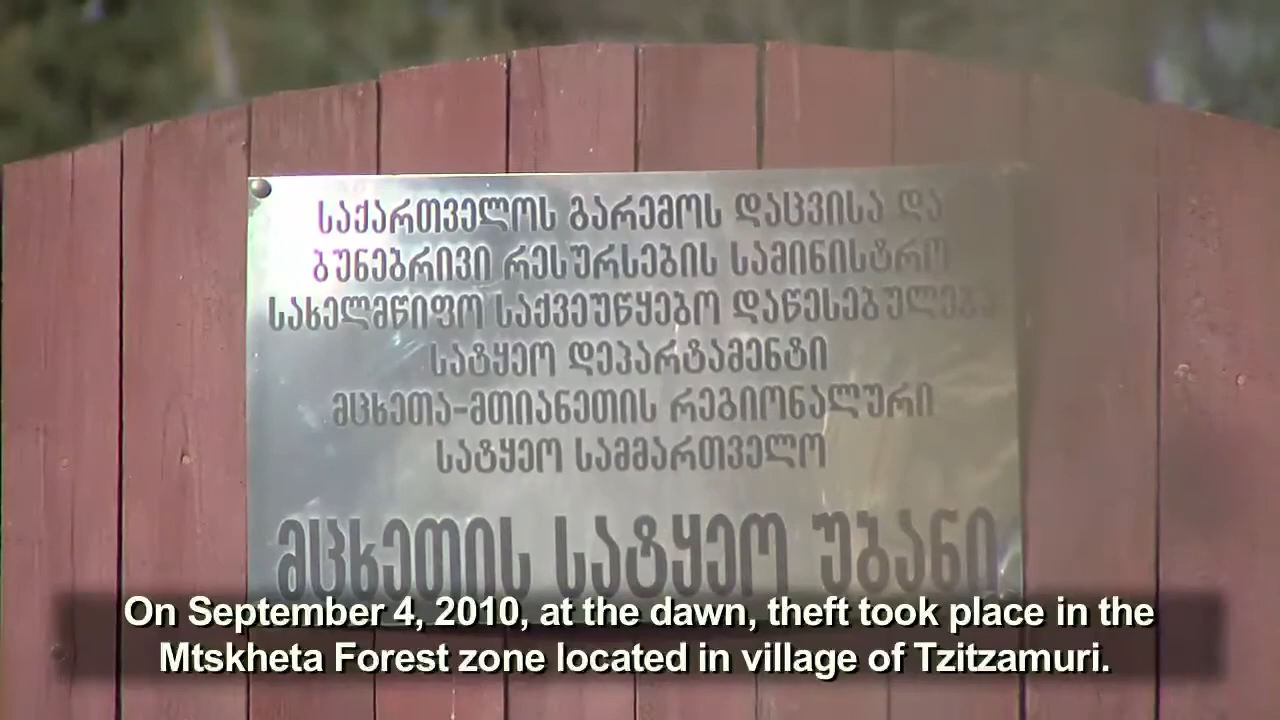 საქართველოს გარემოს დაცვისა და
ბუნებრივი რესურსების სამინისტრო
სახელმწიფო საქვეუწყებო დაწესებულება
სატყეო დეპარტამენტი
მცხეთა-მთიანეთის რეგიონალური
სატყეო სამმართველო
მცხეთის სატყეო უბანი
On September 4, 2010, at the dawn, theft took place in the
Mtskheta Forest zone located in village of Tzitzamuri.